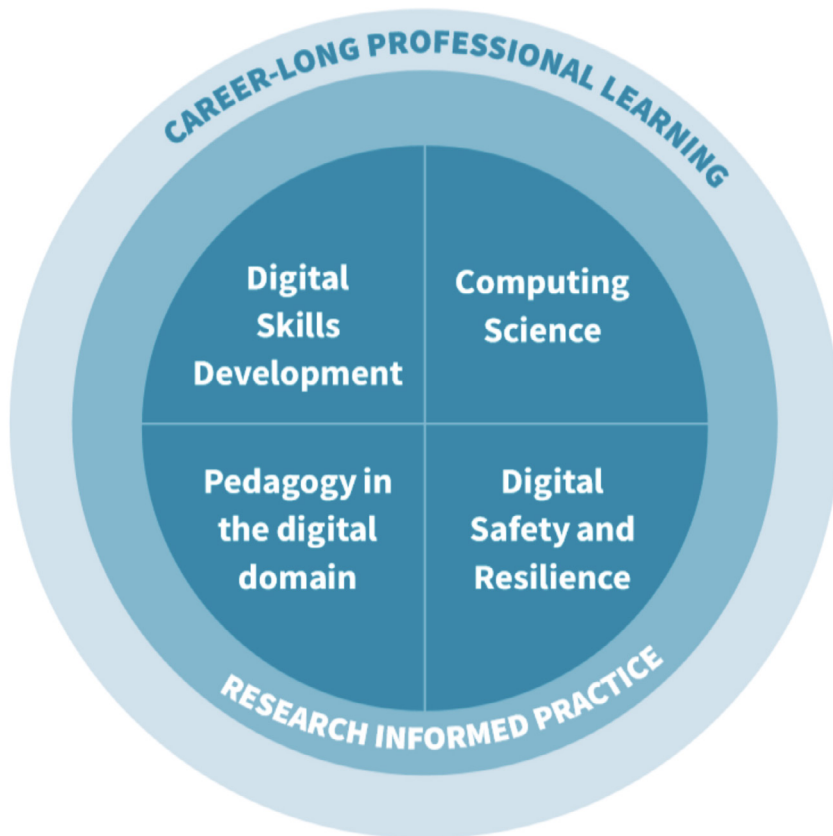 CAREER-LONG PROFESSIONAL LEARNING
Digital
Skills
Development
Computing
Science
Pedagogy in
the digital
domain
Digital
Safety and
Resilience
RESEARCH INFORMED PRACTICE